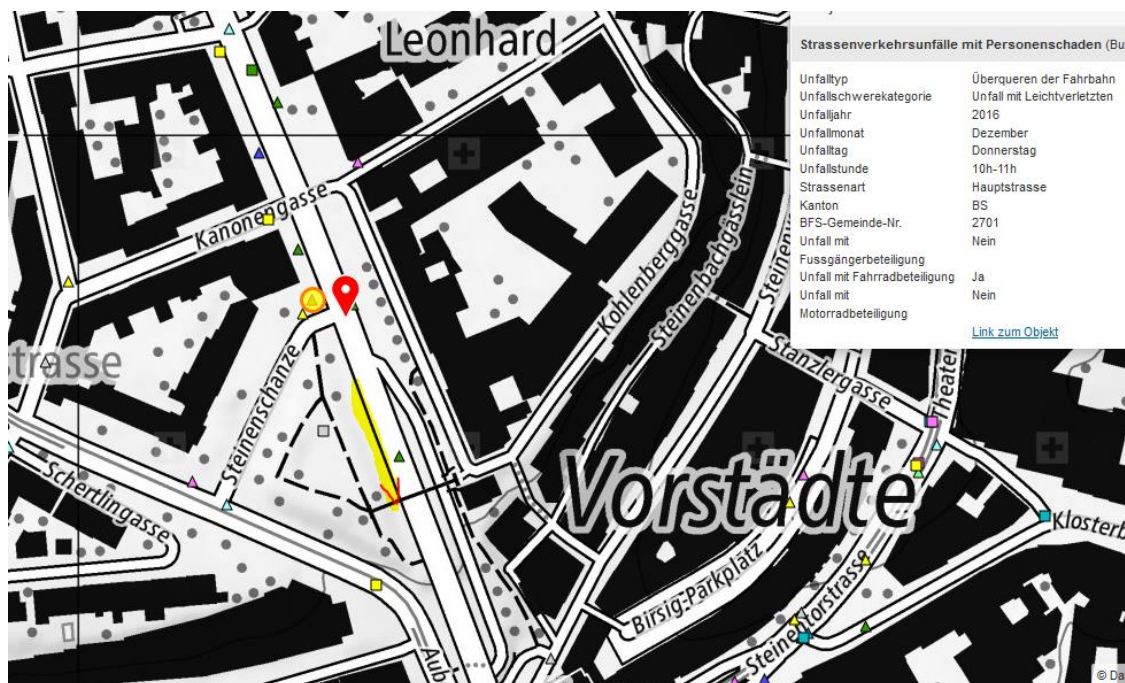 Leonhard
Kanonengasse
Kohlenberggasse
Steinenbachgässlein
strasse
Steinenschanze
Schertlingasse
Stänzlergasse
Theater
Vorstädte
Klosterb
Birsig-Parkplatz
Steinentorstrasse
Aub
Strassenverkehrsunfälle mit Personenschaden (Bu
Unfalltyp Überqueren der Fahrbahn
Unfallschwerekategorie Unfall mit Leichtverletzten
Unfalljahr 2016
Unfallmonat Dezember
Unfalltag Donnerstag
Unfallstunde 10h-11h
Strassenart Hauptstrasse
Kanton BS
BFS-Gemeinde-Nr. 2701
Unfall mit Nein
Fussgängerbeteiligung
Unfall mit Fahrradbeteiligung Ja
Unfall mit Nein
Motorradbeteiligung
Link zum Objekt
© Da